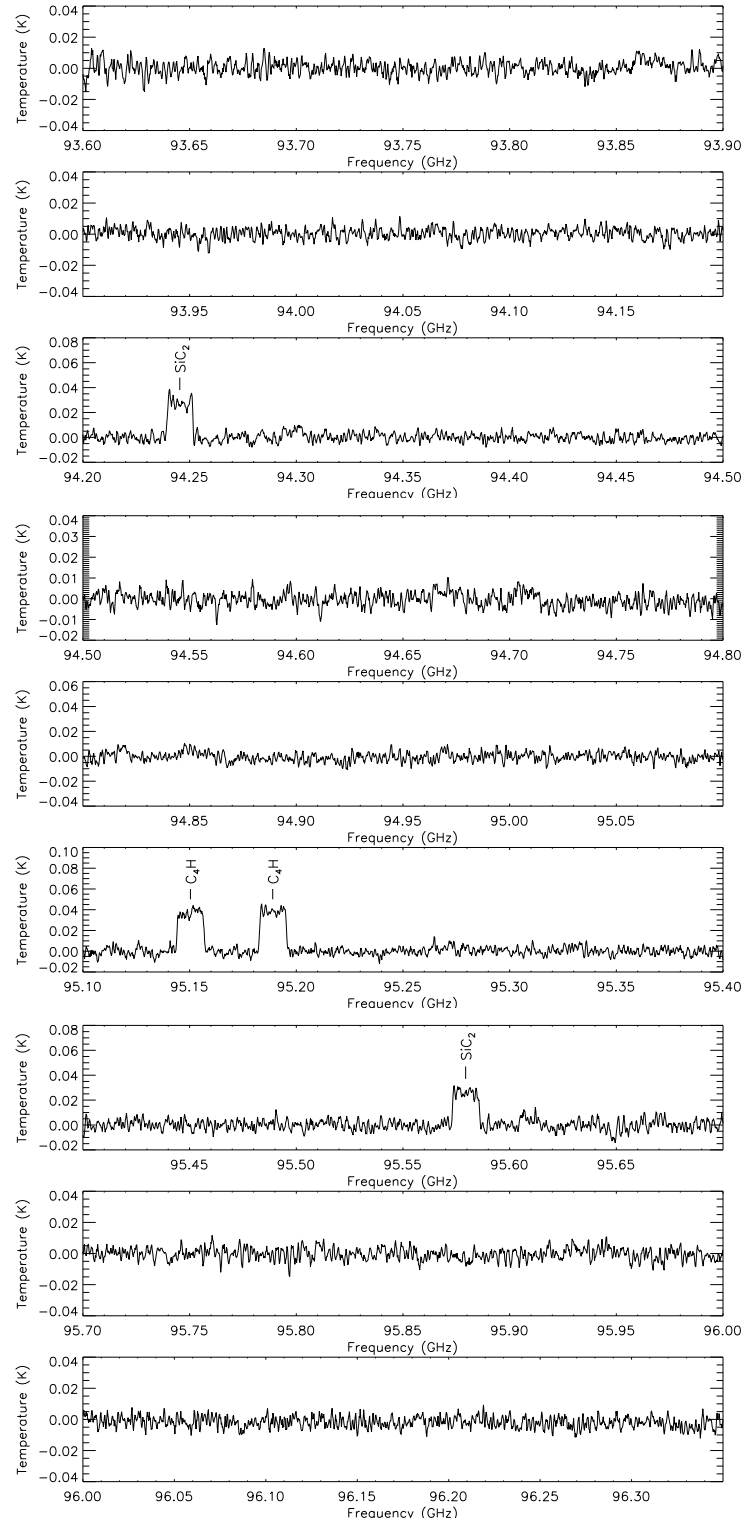 0.04
0.02
0.00
−0.02
−0.04
Temperature (K)
93.60 93.65 93.70 93.75 93.80 93.85 93.90
Frequency (GHz)
0.04
0.02
0.00
−0.02
−0.04
Temperature (K)
93.95 94.00 94.05 94.10 94.15
Frequency (GHz)
0.08
0.06
0.04
0.02
0.00
−0.02
Temperature (K)
SiC2
94.20 94.25 94.30 94.35 94.40 94.45 94.50
Frequency (GHz)
0.04
0.03
0.02
0.01
0.00
−0.01
−0.02
Temperature (K)
94.50 94.55 94.60 94.65 94.70 94.75 94.80
Frequency (GHz)
0.06
0.04
0.02
0.00
−0.02
−0.04
Temperature (K)
94.85 94.90 94.95 95.00 95.05
Frequency (GHz)
0.10
0.08
0.06
0.04
0.02
0.00
−0.02
Temperature (K)
C4H C4H
95.10 95.15 95.20 95.25 95.30 95.35 95.40
Frequency (GHz)
0.08
0.06
0.04
0.02
0.00
−0.02
Temperature (K)
SiC2
95.45 95.50 95.55 95.60 95.65
Frequency (GHz)
0.04
0.02
0.00
−0.02
−0.04
Temperature (K)
95.70 95.75 95.80 95.85 95.90 95.95 96.00
Frequency (GHz)
0.04
0.02
0.00
−0.02
−0.04
Temperature (K)
96.00 96.05 96.10 96.15 96.20 96.25 96.30
Frequency (GHz)